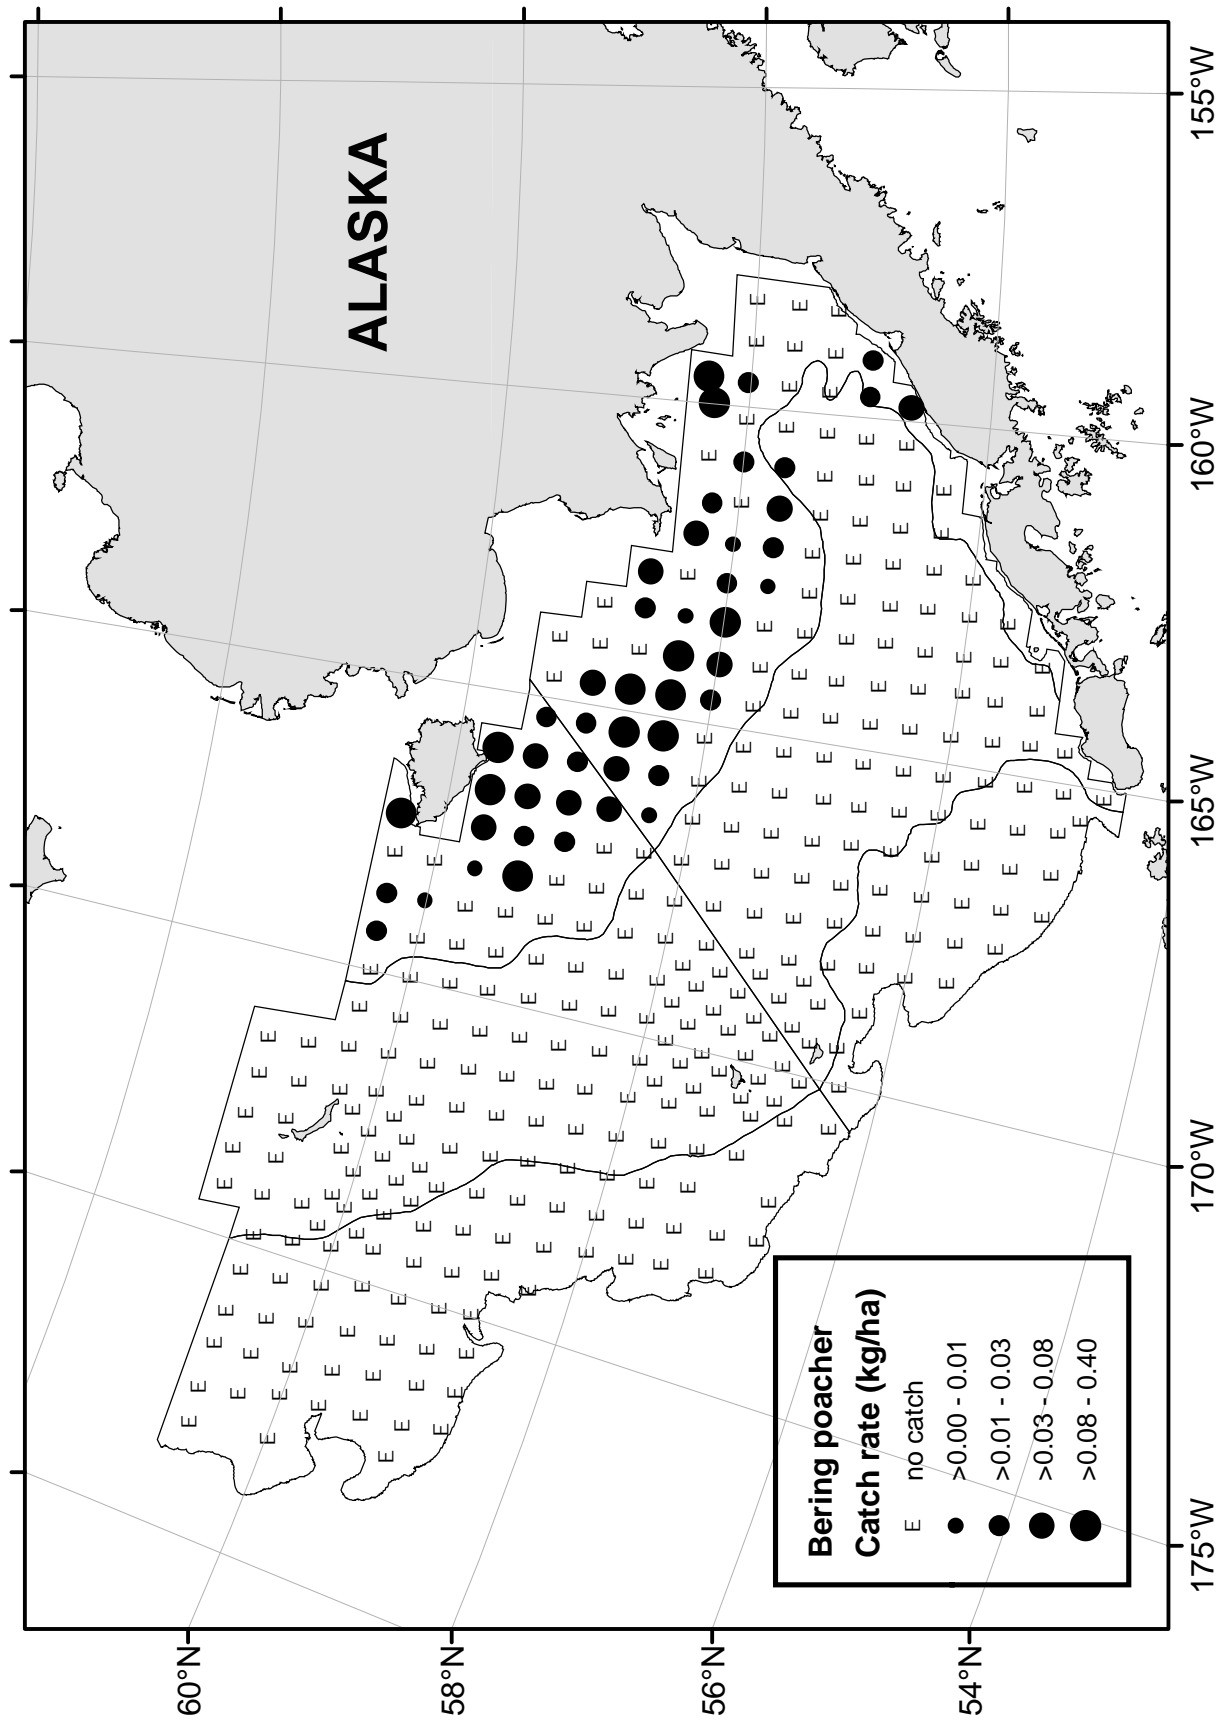 ALASKA
60°N
58°N
56°N
54°N
175°W
170°W
165°W
160°W
155°W
Bering poacher
Catch rate (kg/ha)
E no catch
>0.00 - 0.01
>0.01 - 0.03
>0.03 - 0.08
>0.08 - 0.40